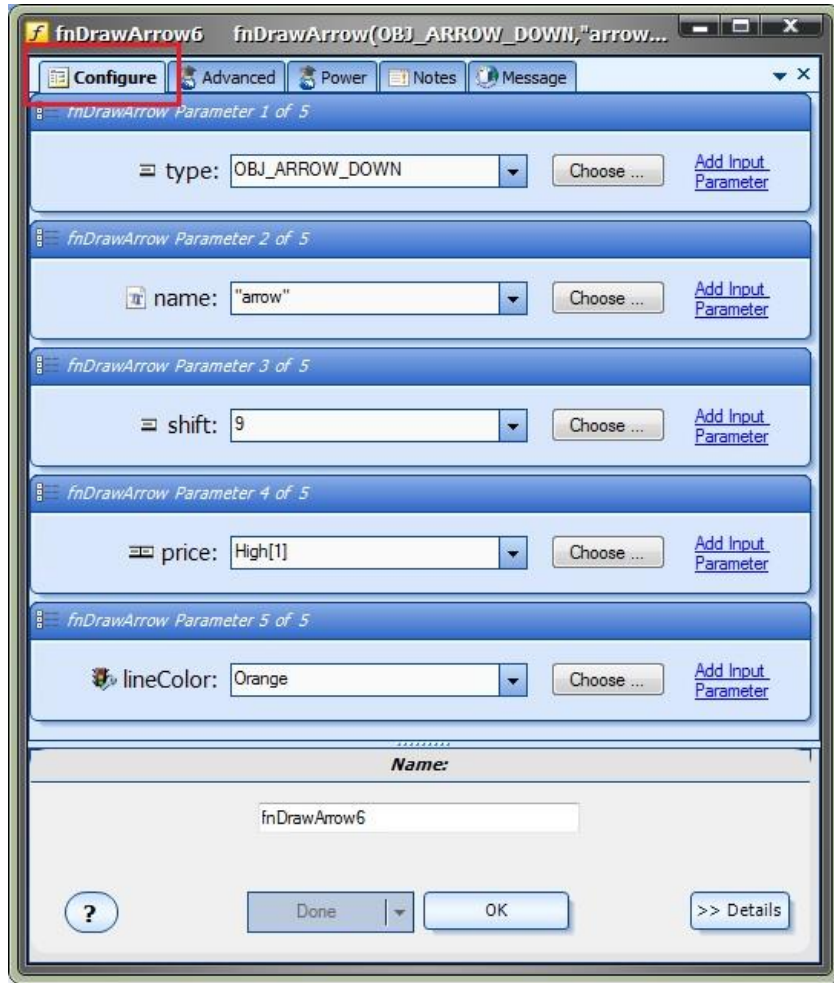 fnDrawArrow6 fnDrawArrow(OBJ_ARROW_DOWN,"arrow...
Configure Advanced Power Notes Message
fnDrawArrow Parameter 1 of 5
type: OBJ_ARROW_DOWN Choose ... Add Input
Parameter
fnDrawArrow Parameter 2 of 5
name: "arrow" Choose ... Add Input
Parameter
fnDrawArrow Parameter 3 of 5
shift: 9 Choose ... Add Input
Parameter
fnDrawArrow Parameter 4 of 5
price: High[1] Choose ... Add Input
Parameter
fnDrawArrow Parameter 5 of 5
lineColor: Orange Choose ... Add Input
Parameter
Name:
fnDrawArrow6
? Done OK >> Details